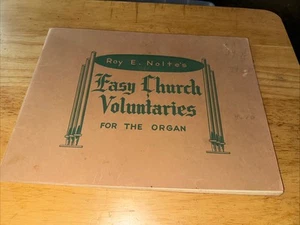 Roy E. Nolte's
Easy Church
Voluntaries
FOR THE ORGAN